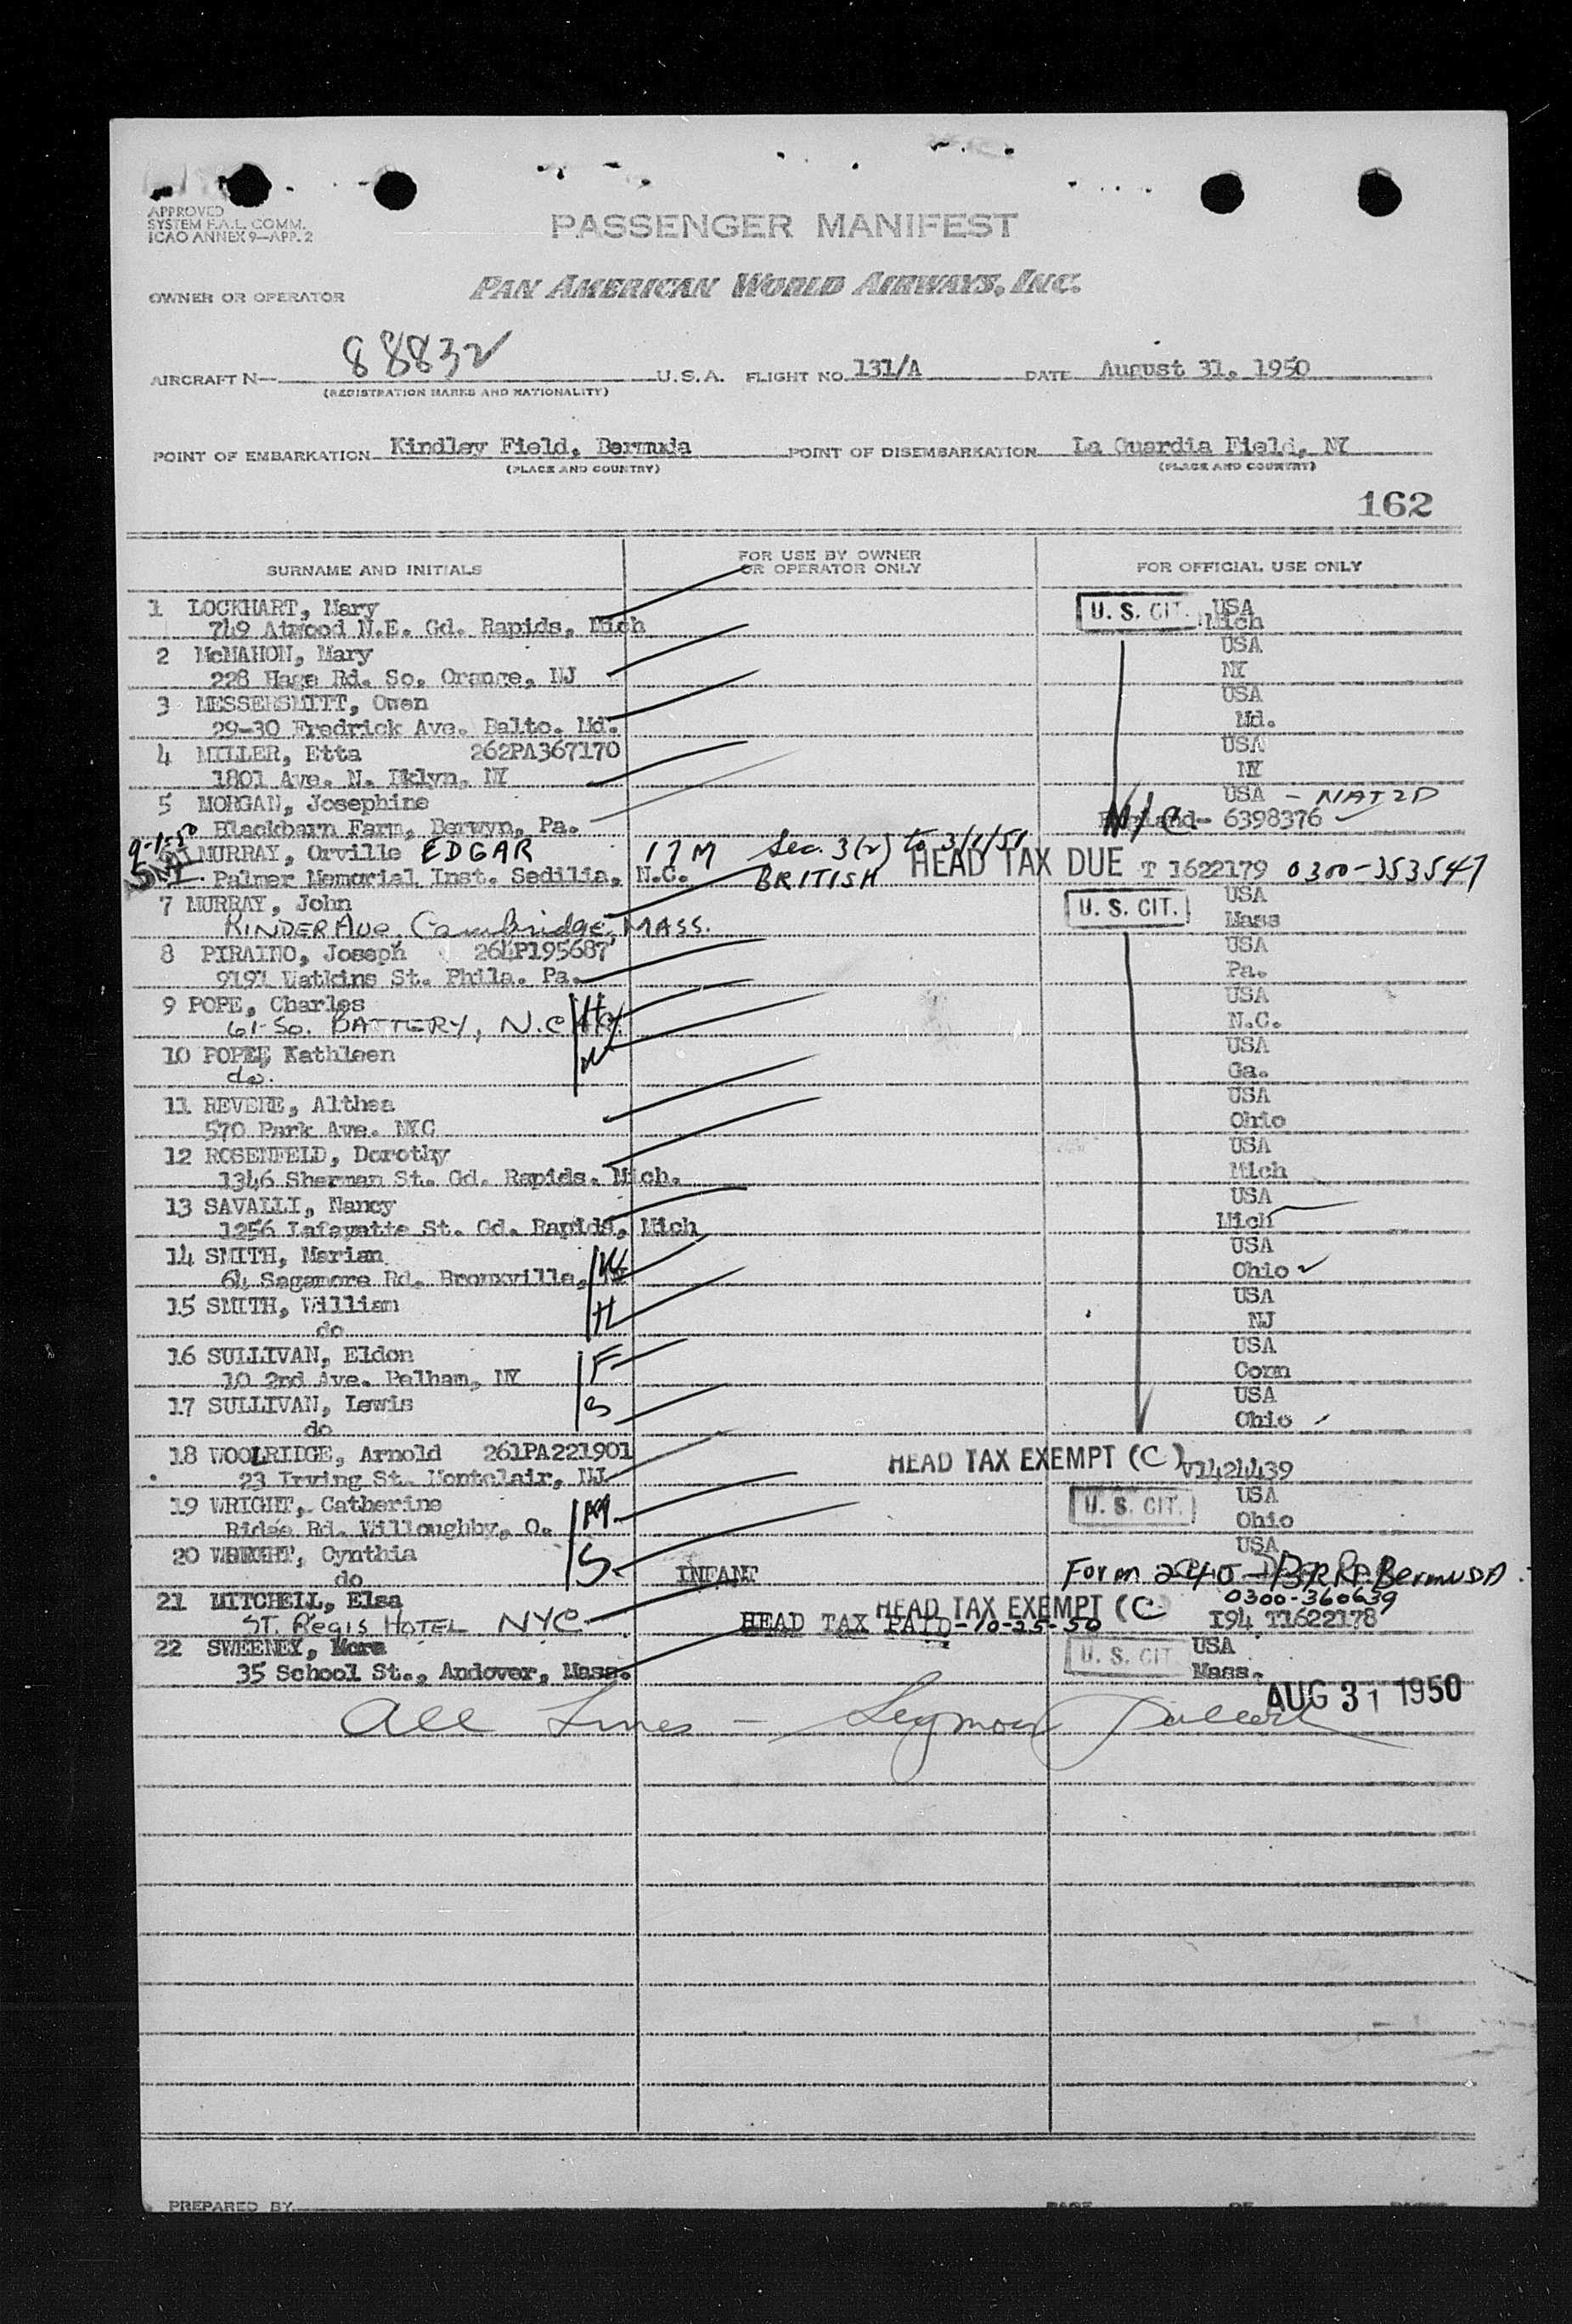 APPROVED
SYSTEM F.A.L. COMM.
ICAO ANNEX 9—APP. 2
PASSENGER MANIFEST
OWNER OR OPERATOR PAN AMERICAN WORLD AIRWAYS, INC.
AIRCRAFT N— 88832 U.S.A. FLIGHT NO. 131/A DATE August 31, 1950
(REGISTRATION MARKS AND NATIONALITY)
POINT OF EMBARKATION Kindley Field, Bermuda POINT OF DISEMBARKATION La Guardia Field, NY
(PLACE AND COUNTRY) (PLACE AND COUNTRY)
162
SURNAME AND INITIALS FOR USE BY OWNER OR OPERATOR ONLY FOR OFFICIAL USE ONLY
1 LOCKHART, Mary U. S. CIT. USA
749 Atwood N.E. Gd. Rapids, Mich Mich
2 McMAHON, Mary USA
228 Rd. So. Orange, NJ NY
3 MESSERSMITT, Owen USA
29-30 Fredrick Ave. Balto. Md. Md.
4 MILLER, Etta 262PA367170 USA
1801 Ave. N. Bklyn, NY NY
5 MORGAN, Josephine USA - NATZD
Blackbarn Farm, Berwyn, Pa. N/C 6398376
9-1-50
MURRAY, Orville EDGAR 17 M Sec. 3(2) to 3/1/51 HEAD TAX DUE
Palmer Memorial Inst. Sedilia, N.C. BRITISH T 1622179 0300-353547
7 MURRAY, John U. S. CIT. USA
KINDER Ave. Cambridge, MASS. Mass
8 PIRAINO, Joseph 264P195687 USA
Watkins St. Phila. Pa. Pa.
9 POPE, Charles H USA
61-So. BATTERY, N.C. N.C.
10 POPE, Kathleen W USA
do. Ga.
11 REVERE, Althea USA
570 Park Ave. NYC Ohio
12 ROSENFELD, Dorothy USA
1346 Sherman St. Gd. Rapids. Mich. Mich
13 SAVALLI, Nancy USA
1256 Lafayette St. Gd. Rapids, Mich Mich
14 SMITH, Marian W USA
64 Sagamore Rd. Bronxville, NY Ohio
15 SMITH, William H USA
do NJ
16 SULLIVAN, Eldon F USA
10 2nd Ave. Pelham, NY Conn
17 SULLIVAN, Lewis S USA
do Ohio
18 WOOLRIDGE, Arnold 261PA221901 HEAD TAX EXEMPT (C)
23 Irving St. Montclair, NJ V1424439
19 WRIGHT, Catherine M U. S. CIT. USA
Ridge Rd. Willoughby, O. Ohio
20 WRIGHT, Cynthia S USA
do INFANT Form Bermuda
21 MITCHELL, Elsa HEAD TAX EXEMPT (C) 0300-360639
ST. Regis HOTEL NYC HEAD TAX PAID-10-25-50 I94 T1622178
22 SWEENEY, U. S. CIT. USA
35 School St., Andover, Mass. Mass.
AUG 31 1950
All Lines — Seymour
PREPARED BY PAGE OF PAGES